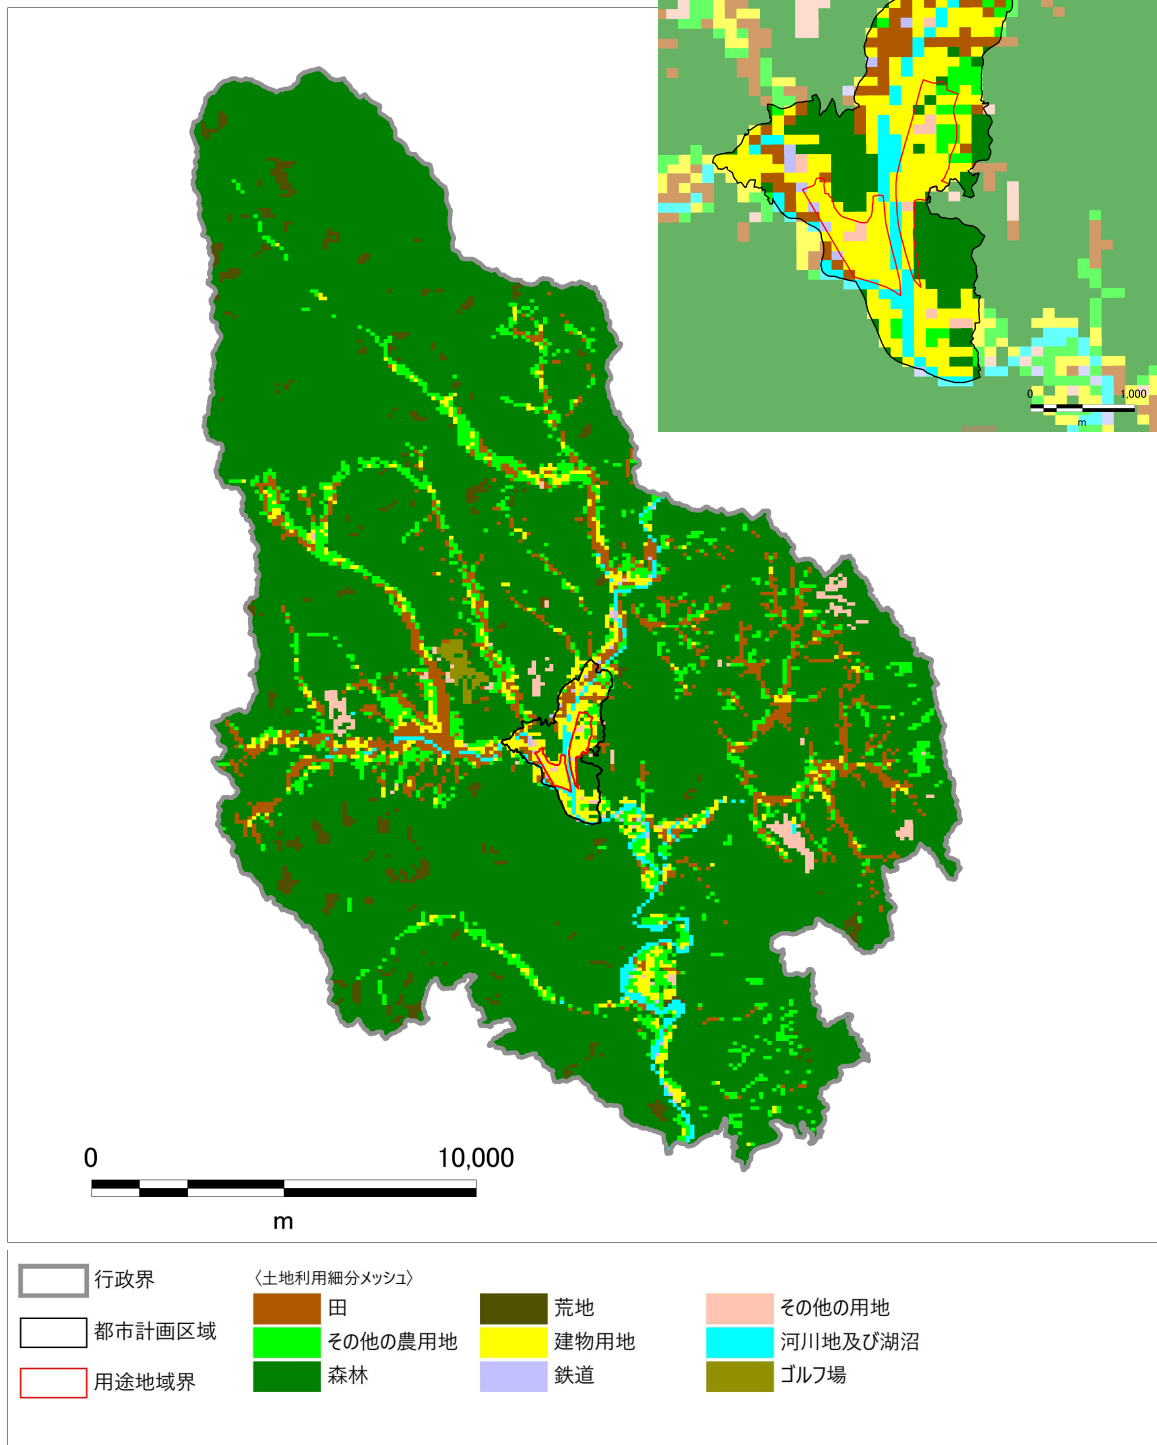 0 1,000
m
0 10,000
m
行政界
都市計画区域
用途地域界
〈土地利用細分メッシュ〉
田
その他の農用地
森林
荒地
建物用地
鉄道
その他の用地
河川地及び湖沼
ゴルフ場